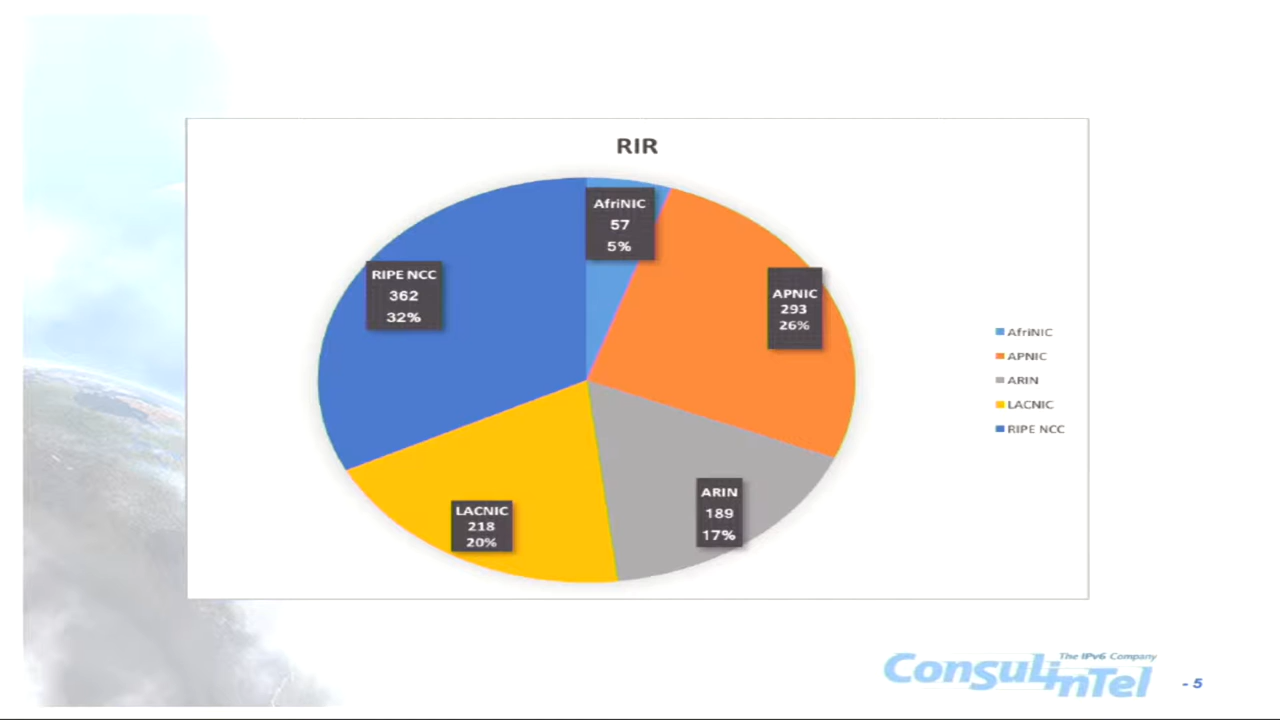 RIR
AfriNIC
57
5%
RIPE NCC
362
32%
APNIC
293
26%
ARIN
189
17%
LACNIC
218
20%
AfriNIC
APNIC
ARIN
LACNIC
RIPE NCC
The IPv6 Company
ConsulinTel
- 5